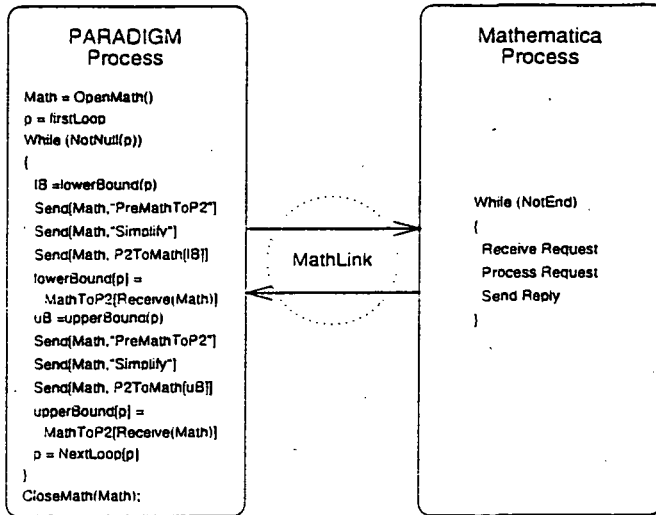 PARADIGM
Process
Math = OpenMath()
p = firstLoop
While (NotNull(p))
{
lB =lowerBound(p)
Send[Math,"PreMathToP2"]
Send[Math,"Simplify"]
Send[Math, P2ToMath[lB]]
lowerBound[p] =
MathToP2[Receive(Math)]
uB =upperBound(p)
Send[Math,"PreMathToP2"]
Send[Math,"Simplify"]
Send[Math, P2ToMath[uB]]
upperBound[p] =
MathToP2[Receive(Math)]
p = NextLoop[p]
}
CloseMath(Math);
MathLink
Mathematica
Process
While (NotEnd)
{
Receive Request
Process Request
Send Reply
}